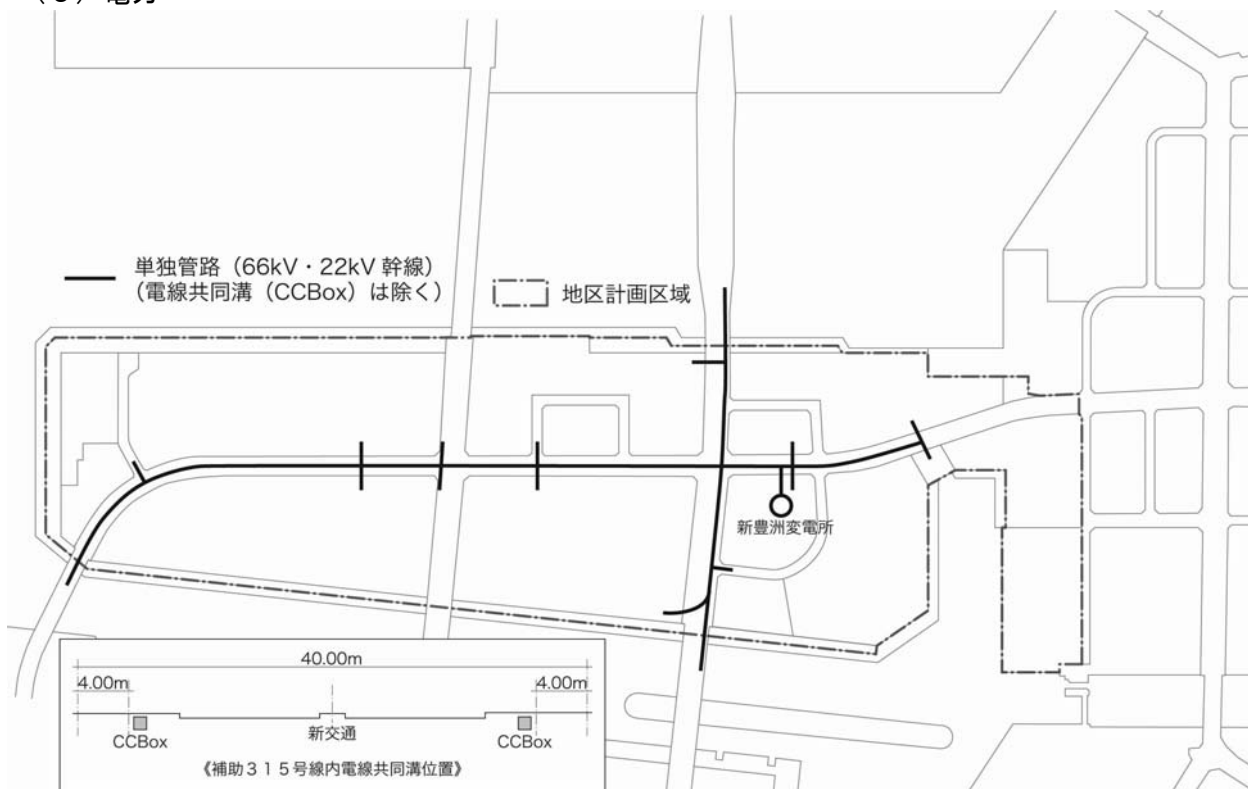 単独管路（66kV・22kV 幹線）
（電線共同溝（CCBox）は除く）
地区計画区域
新豊洲変電所
40.00m
4.00m
4.00m
新交通
CCBox
CCBox
《補助３１５号線内電線共同溝位置》